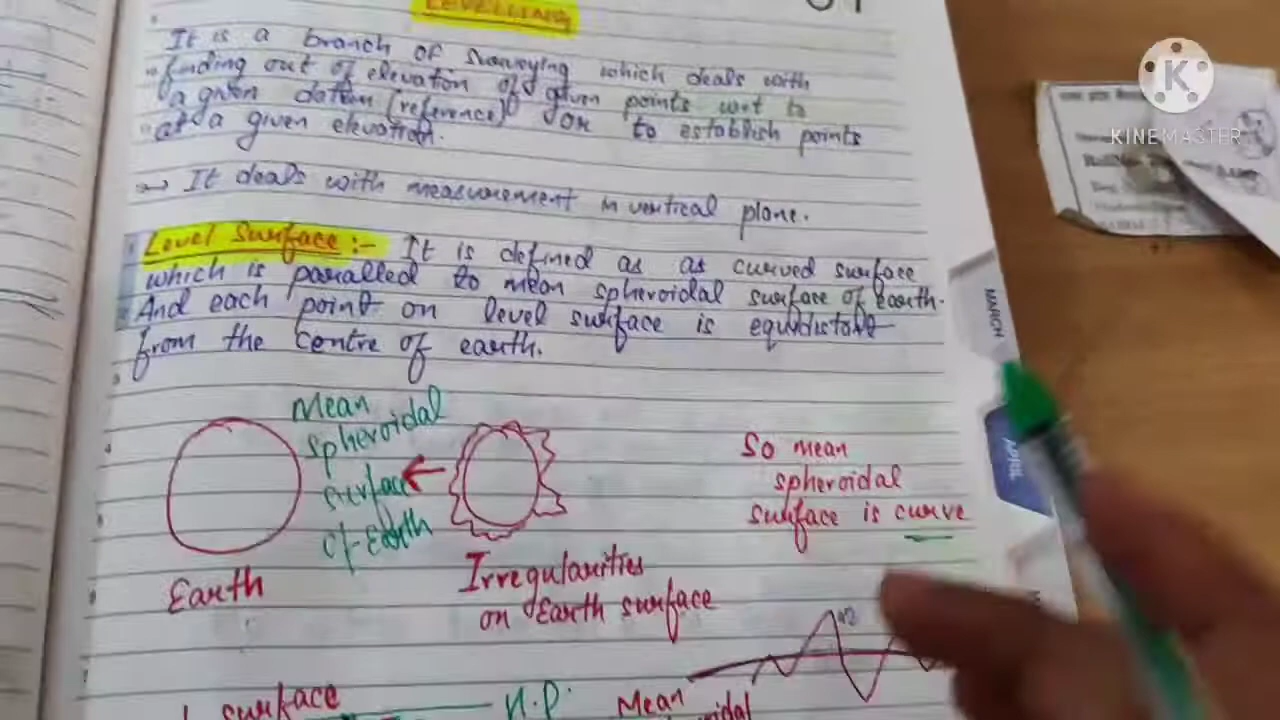 LEVELLING
It is a branch of surveying which deals with
finding out of elevation of given points wrt to
a given datum (reference) or to establish points
at a given elevation.
→ It deals with measurement in vertical plane.
Level Surface :- It is defined as as curved surface
which is paralled to mean spheroidal surface of earth.
And each point on level surface is equidistant
from the centre of earth.
Mean
spheroidal
surface
of Earth
So mean
spheroidal
surface is curve
Earth
Irregularities
on Earth surface
surface
H.P.
Mean
MARCH
APRIL
KINEMASTER